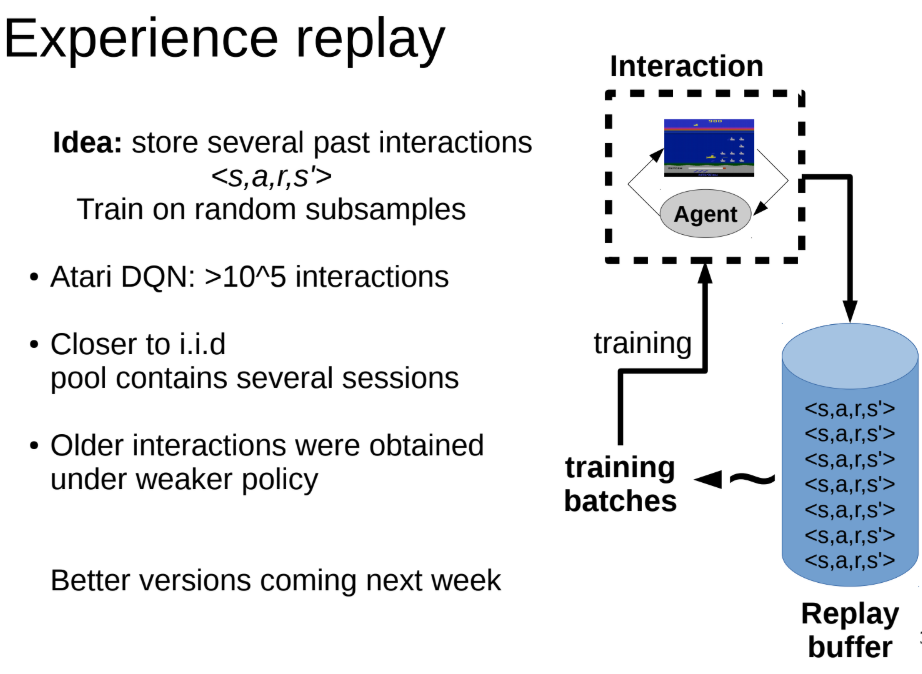 Experience replay
Idea: store several past interactions
<s,a,r,s'>
Train on random subsamples
• Atari DQN: >10^5 interactions
• Closer to i.i.d
pool contains several sessions
• Older interactions were obtained
under weaker policy
Better versions coming next week
Interaction
Agent
training
training
batches
~
<s,a,r,s'>
<s,a,r,s'>
<s,a,r,s'>
<s,a,r,s'>
<s,a,r,s'>
<s,a,r,s'>
<s,a,r,s'>
Replay
buffer